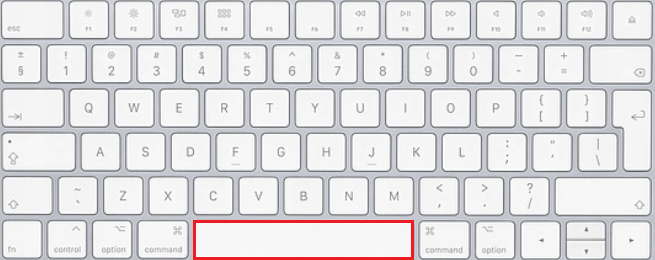 esc F1 F2 F3 F4 F5 F6 F7 F8 F9 F10 F11 F12
± ! @ # $ % ^ & * ( ) _ +
§ 1 2 3 4 5 6 7 8 9 0 - =
Q W E R T Y U I O P { }
[ ]
A S D F G H J K L : " |
; ' \
~ Z X C V B N M < > ?
` , . /
fn control option command command option